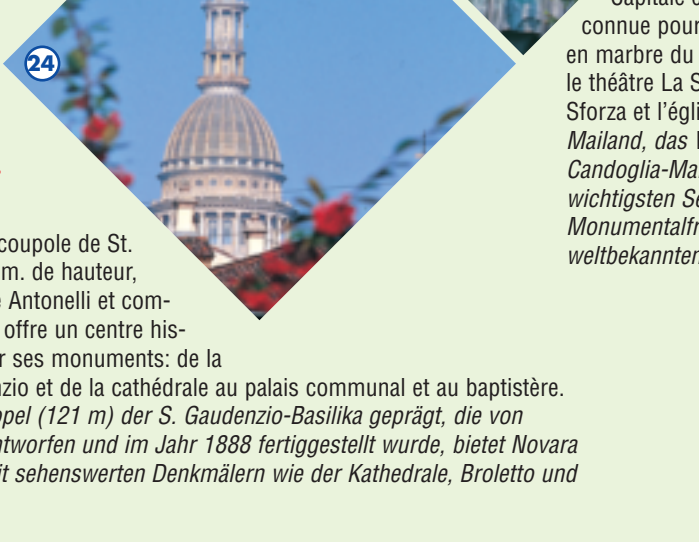 24
Capitale
connue pour
en marbre du
le théâtre La S
Sforza et l'égli
Mailand, das
Candoglia-Ma
wichtigsten Se
Monumentalfr
weltbekannten
coupole de St.
m. de hauteur,
Antonelli et com-
offre un centre his-
r ses monuments: de la
nzio et de la cathédrale au palais communal et au baptistère.
ppel (121 m) der S. Gaudenzio-Basilika geprägt, die von
ntworfen und im Jahr 1888 fertiggestellt wurde, bietet Novara
it sehenswerten Denkmälern wie der Kathedrale, Broletto und